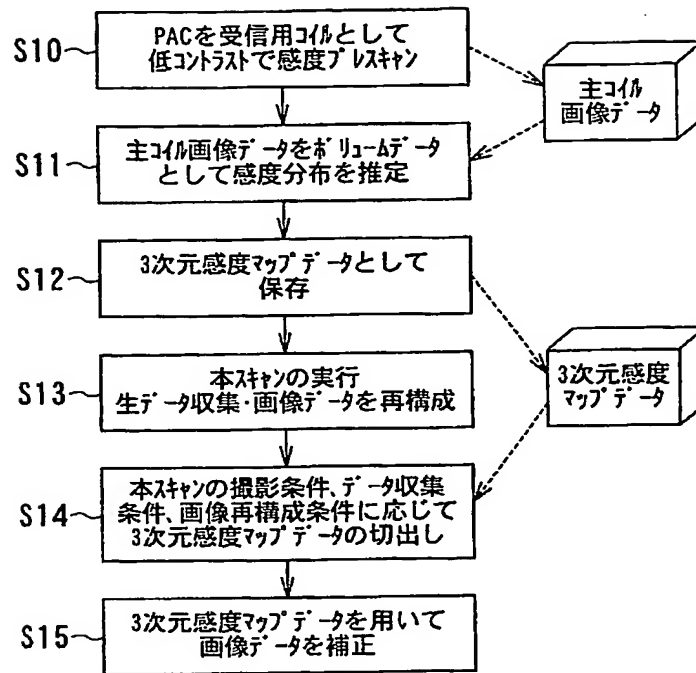 S10
PACを受信用コイルとして
低コントラストで感度プレスキャン
主コイル
画像データ
S11
主コイル画像データをボリュームデータ
として感度分布を推定
S12
3次元感度マップデータとして
保存
S13
本スキャンの実行
生データ収集・画像データを再構成
3次元感度
マップデータ
S14
本スキャンの撮影条件、データ収集
条件、画像再構成条件に応じて
3次元感度マップデータの切出し
S15
3次元感度マップデータを用いて
画像データを補正